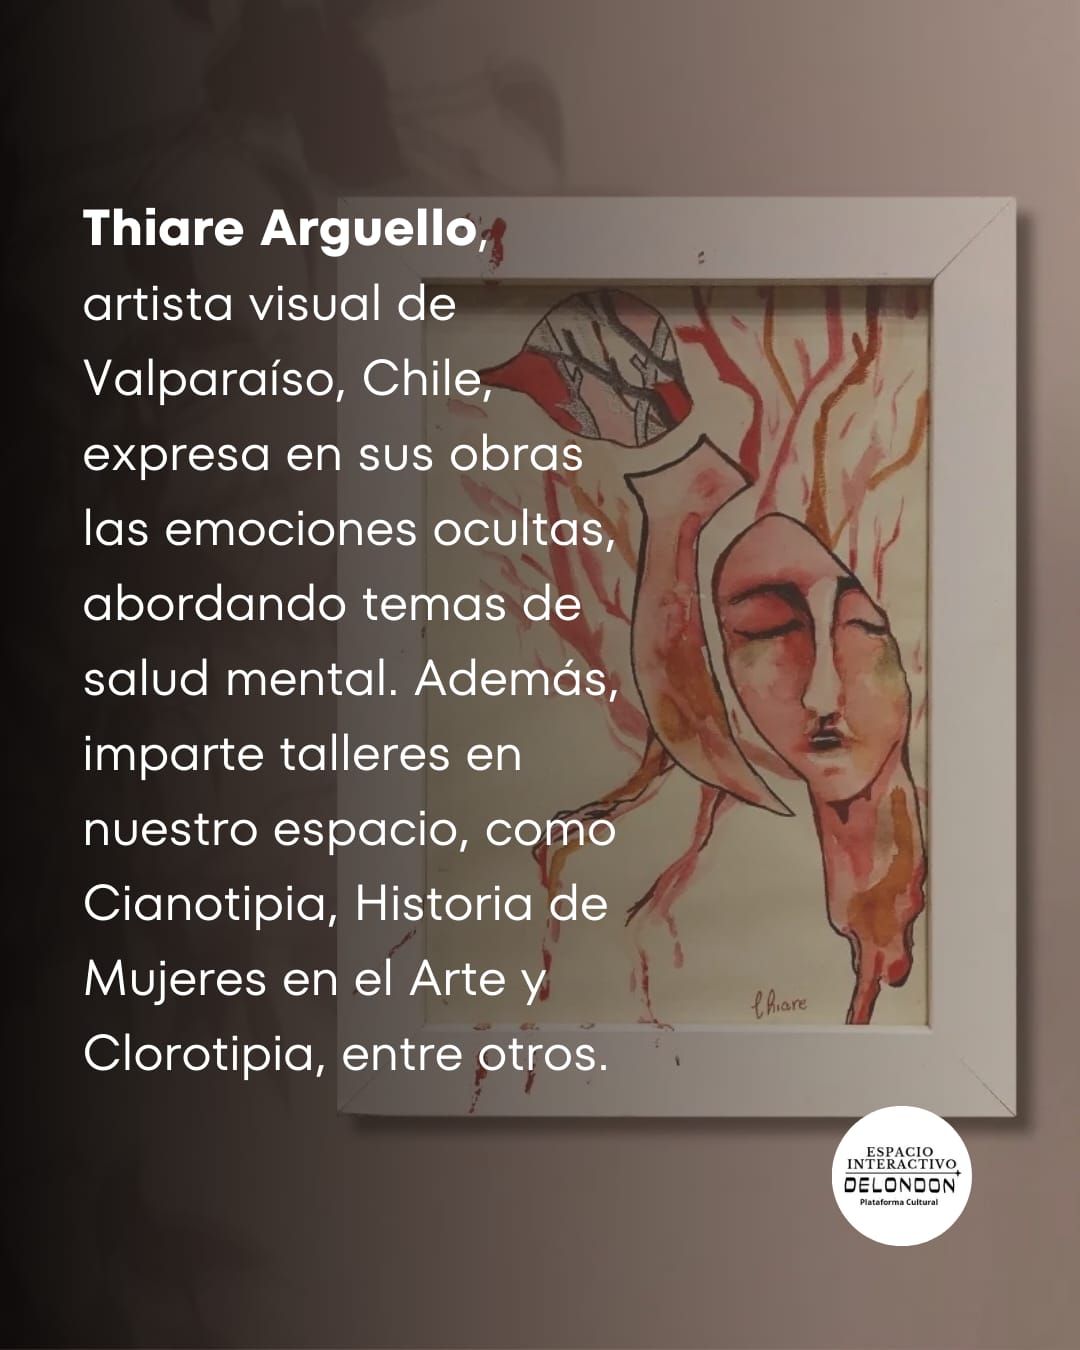 Thiare Arguello,
artista visual de
Valparaíso, Chile,
expresa en sus obras
las emociones ocultas,
abordando temas de
salud mental. Además,
imparte talleres en
nuestro espacio, como
Cianotipia, Historia de
Mujeres en el Arte y
Clorotipia, entre otros.
thiare
ESPACIO
INTERACTIVO
DELONDON
Plataforma Cultural